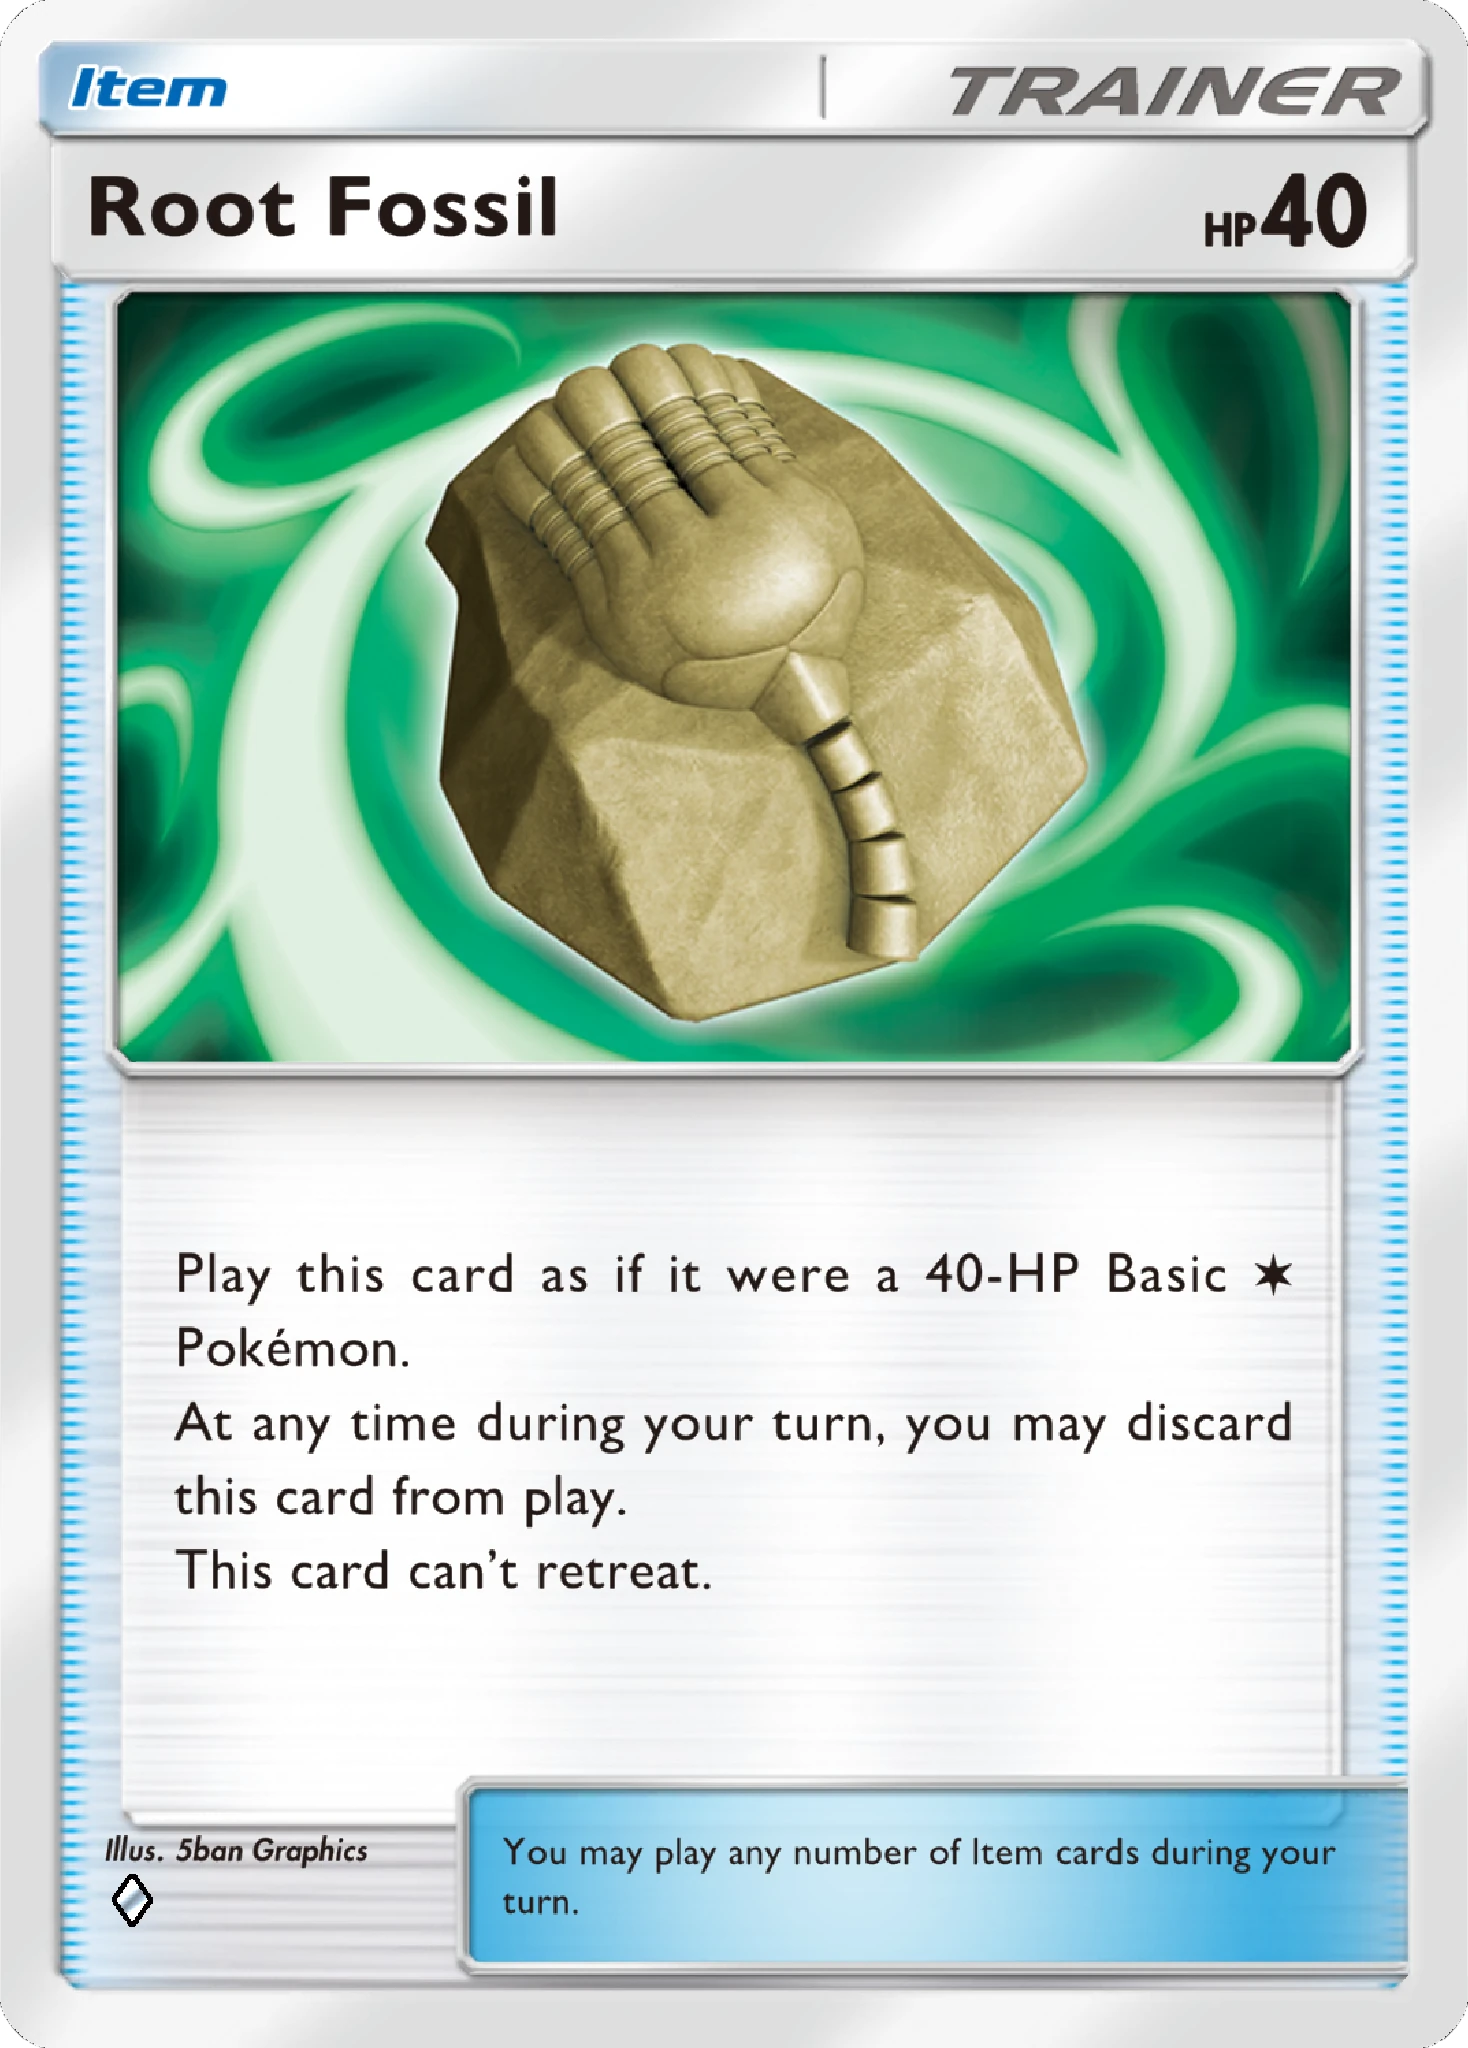 Item
TRAINER
Root Fossil
HP 40
Play this card as if it were a 40-HP Basic ✶
Pokémon.
At any time during your turn, you may discard
this card from play.
This card can't retreat.
Illus. 5ban Graphics
You may play any number of Item cards during your
turn.